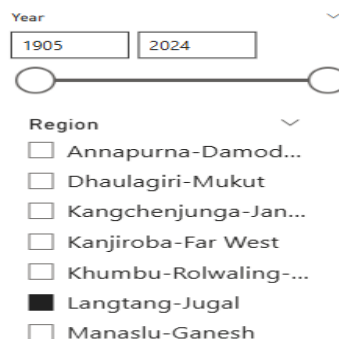 Year
1905 2024
Region
Annapurna-Damod...
Dhaulagiri-Mukut
Kangchenjunga-Jan...
Kanjiroba-Far West
Khumbu-Rolwaling-...
Langtang-Jugal
Manaslu-Ganesh